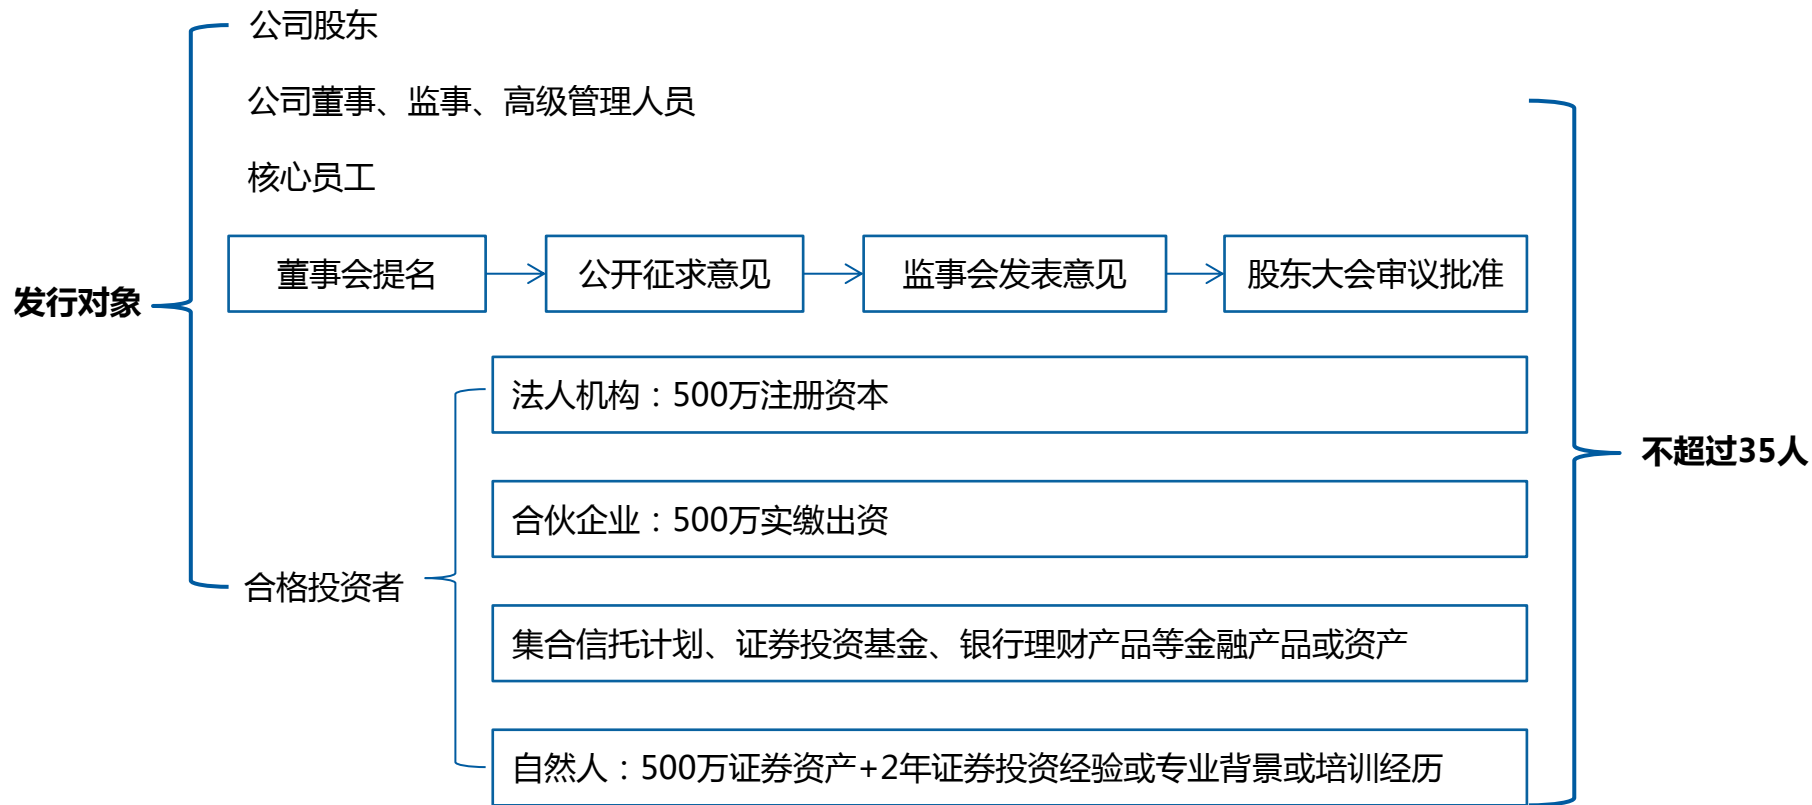 公司股东
公司董事、监事、高级管理人员
核心员工
董事会提名
公开征求意见
监事会发表意见
股东大会审议批准
发行对象
法人机构：500万注册资本
不超过35人
合伙企业：500万实缴出资
合格投资者
集合信托计划、证券投资基金、银行理财产品等金融产品或资产
自然人：500万证券资产+2年证券投资经验或专业背景或培训经历